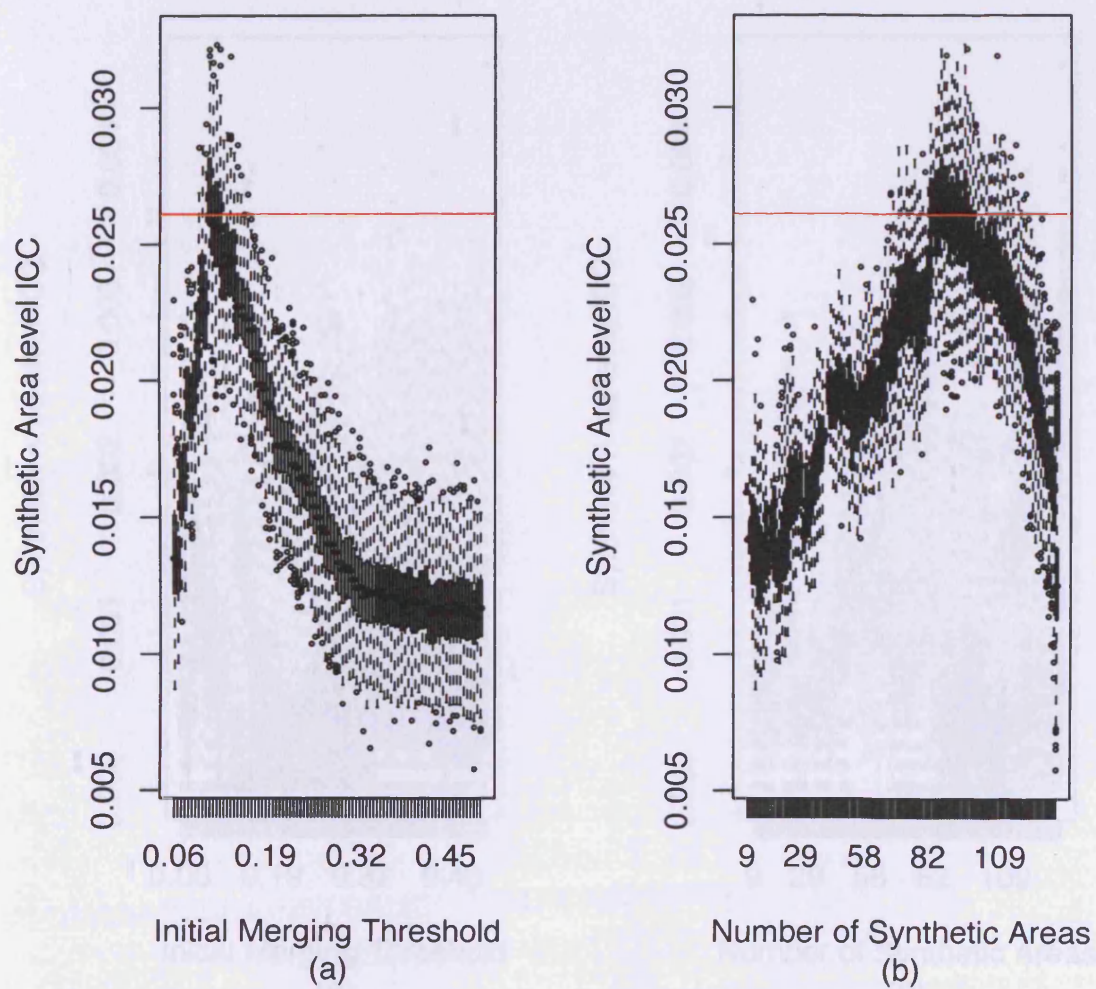 Synthetic Area level ICC
0.030
0.025
0.020
0.015
0.010
0.005
0.06 0.19 0.32 0.45
Initial Merging Threshold
(a)
Synthetic Area level ICC
0.030
0.025
0.020
0.015
0.010
0.005
9 29 58 82 109
Number of Synthetic Areas
(b)